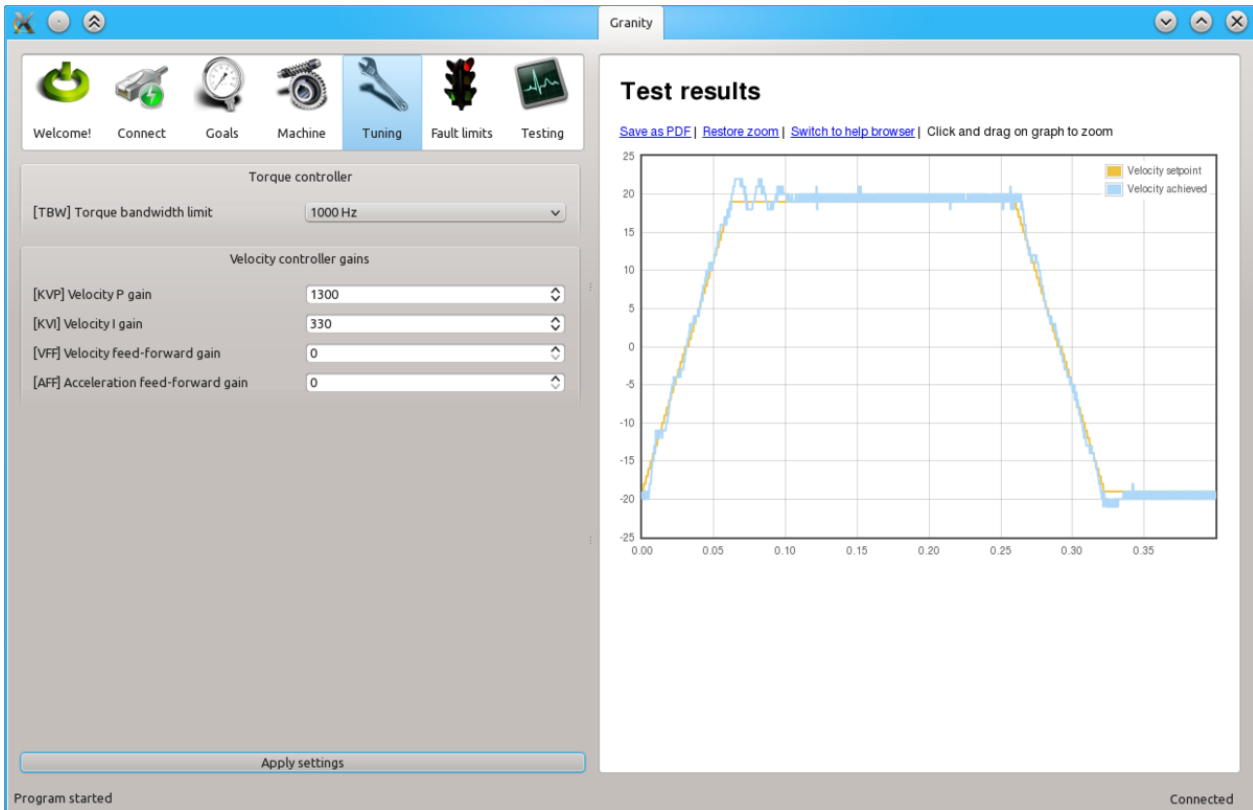 Granity
Welcome! Connect Goals Machine Tuning Fault limits Testing
Torque controller
[TBW] Torque bandwidth limit 1000 Hz
Velocity controller gains
[KVP] Velocity P gain 1300
[KVI] Velocity I gain 330
[VFF] Velocity feed-forward gain 0
[AFF] Acceleration feed-forward gain 0
Apply settings
Test results
Save as PDF | Restore zoom | Switch to help browser | Click and drag on graph to zoom
Velocity setpoint
Velocity achieved
25
20
15
10
5
0
-5
-10
-15
-20
-25
0.00 0.05 0.10 0.15 0.20 0.25 0.30 0.35
Program started Connected